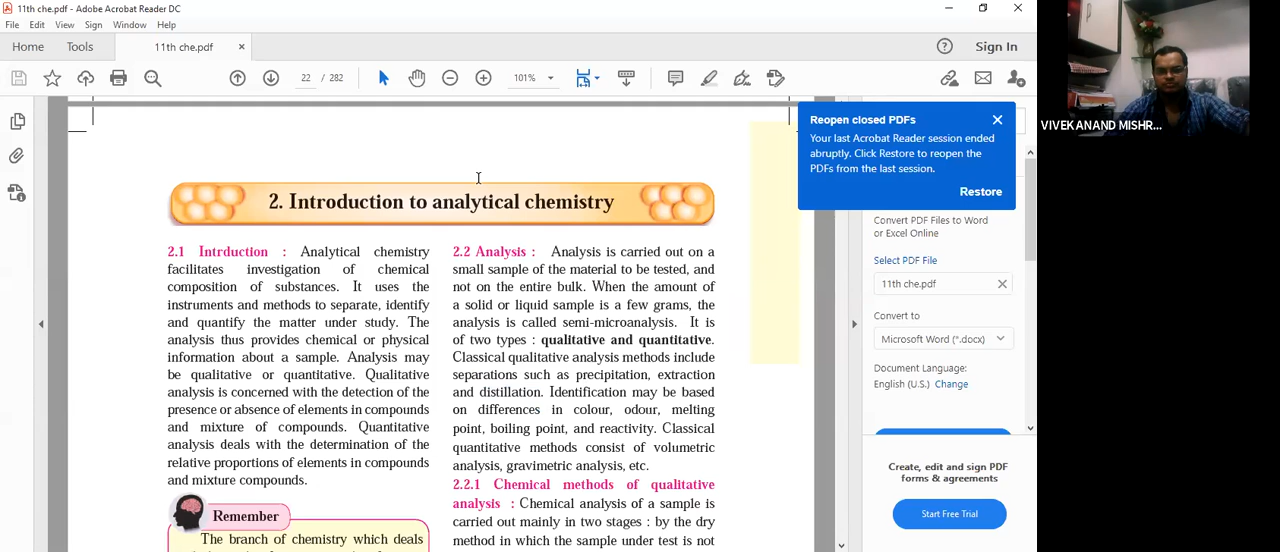 11th che.pdf - Adobe Acrobat Reader DC
File Edit View Sign Window Help
Home Tools 11th che.pdf × Sign In
22 / 282 101%
2. Introduction to analytical chemistry
2.1 Intrduction : Analytical chemistry
facilitates investigation of chemical
composition of substances. It uses the
instruments and methods to separate, identify
and quantify the matter under study. The
analysis thus provides chemical or physical
information about a sample. Analysis may
be qualitative or quantitative. Qualitative
analysis is concerned with the detection of the
presence or absence of elements in compounds
and mixture of compounds. Quantitative
analysis deals with the determination of the
relative proportions of elements in compounds
and mixture compounds.
Remember
The branch of chemistry which deals
2.2 Analysis : Analysis is carried out on a
small sample of the material to be tested, and
not on the entire bulk. When the amount of
a solid or liquid sample is a few grams, the
analysis is called semi-microanalysis. It is
of two types : qualitative and quantitative.
Classical qualitative analysis methods include
separations such as precipitation, extraction
and distillation. Identification may be based
on differences in colour, odour, melting
point, boiling point, and reactivity. Classical
quantitative methods consist of volumetric
analysis, gravimetric analysis, etc.
2.2.1 Chemical methods of qualitative
analysis : Chemical analysis of a sample is
carried out mainly in two stages : by the dry
method in which the sample under test is not
Reopen closed PDFs
Your last Acrobat Reader session ended
abruptly. Click Restore to reopen the
PDFs from the last session.
Restore
Convert PDF Files to Word
or Excel Online
Select PDF File
11th che.pdf
Convert to
Microsoft Word (*.docx)
Document Language:
English (U.S.) Change
Create, edit and sign PDF
forms & agreements
Start Free Trial
VIVEKANAND MISHR...